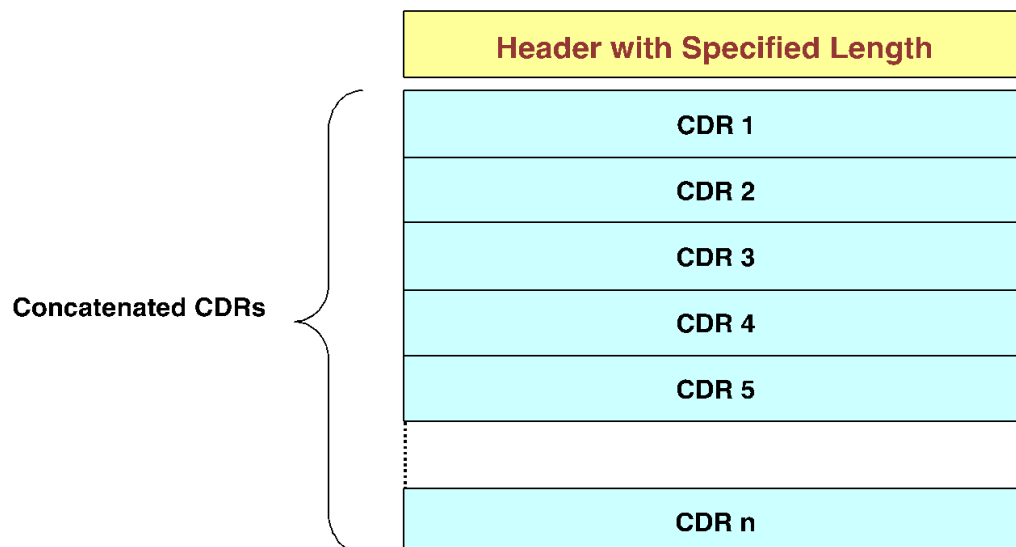 Header with Specified Length
CDR 1
CDR 2
CDR 3
Concatenated CDRs
CDR 4
CDR 5
CDR n